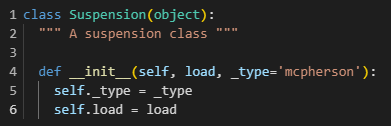 1 class Suspension(object):
2   """ A suspension class """
3
4   def __init__(self, load, _type='mcpherson'):
5     self._type = _type
6     self.load = load